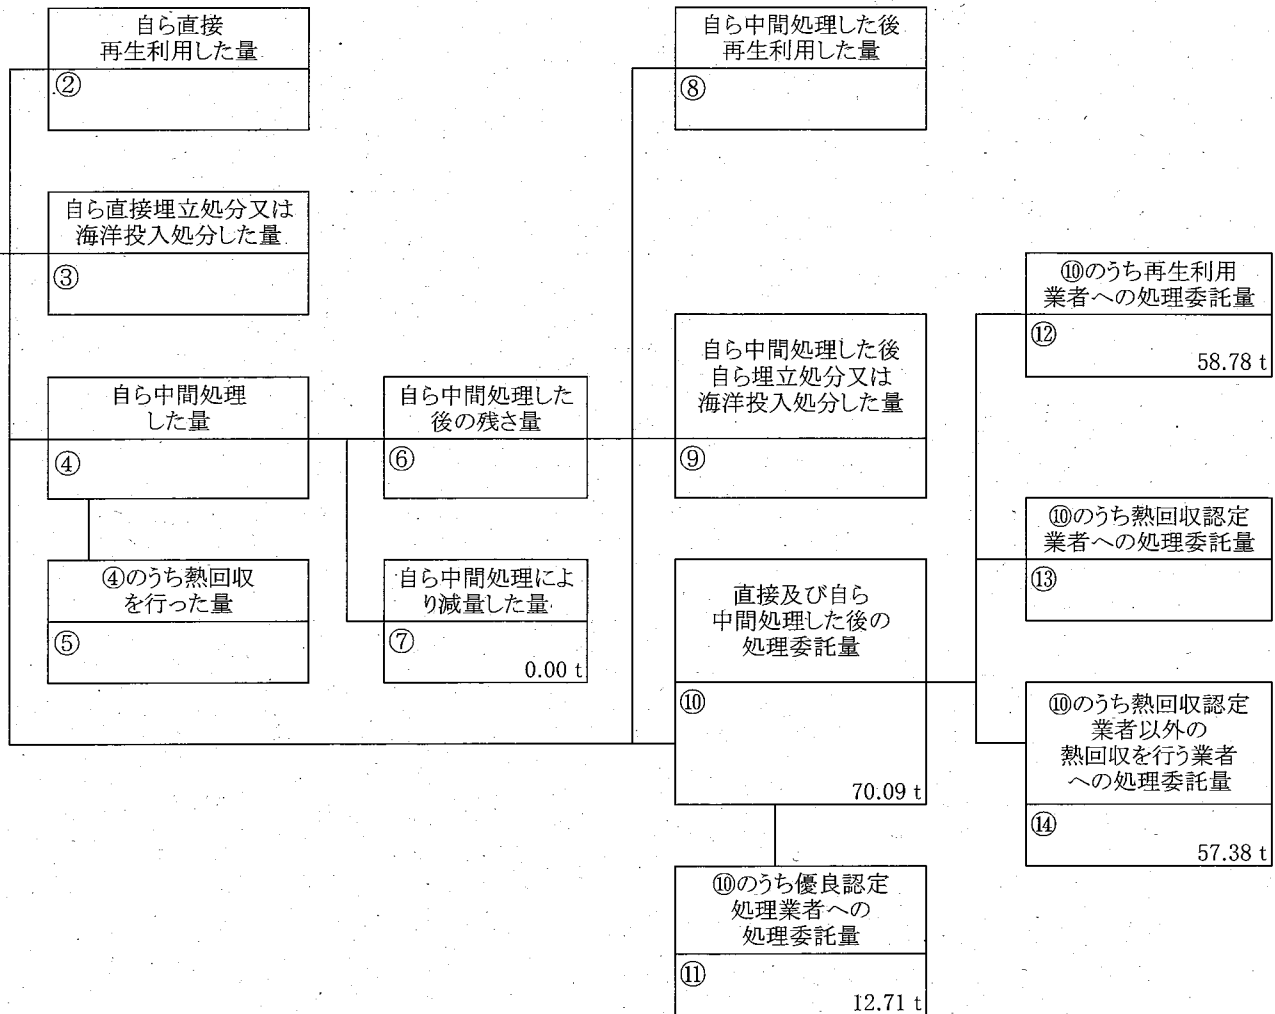 自ら直接
再生利用した量
②
自ら直接埋立処分又は
海洋投入処分した量
③
自ら中間処理
した量
④
④のうち熱回収
を行った量
⑤
自ら中間処理した
後の残さ量
⑥
自ら中間処理によ
り減量した量
⑦
0.00 t
自ら中間処理した後
再生利用した量
⑧
自ら中間処理した後
自ら埋立処分又は
海洋投入処分した量
⑨
直接及び自ら
中間処理した後の
処理委託量
⑩
70.09 t
⑩のうち優良認定
処理業者への
処理委託量
⑪
12.71 t
⑩のうち再生利用
業者への処理委託量
⑫
58.78 t
⑩のうち熱回収認定
業者への処理委託量
⑬
⑩のうち熱回収認定
業者以外の
熱回収を行う業者
への処理委託量
⑭
57.38 t